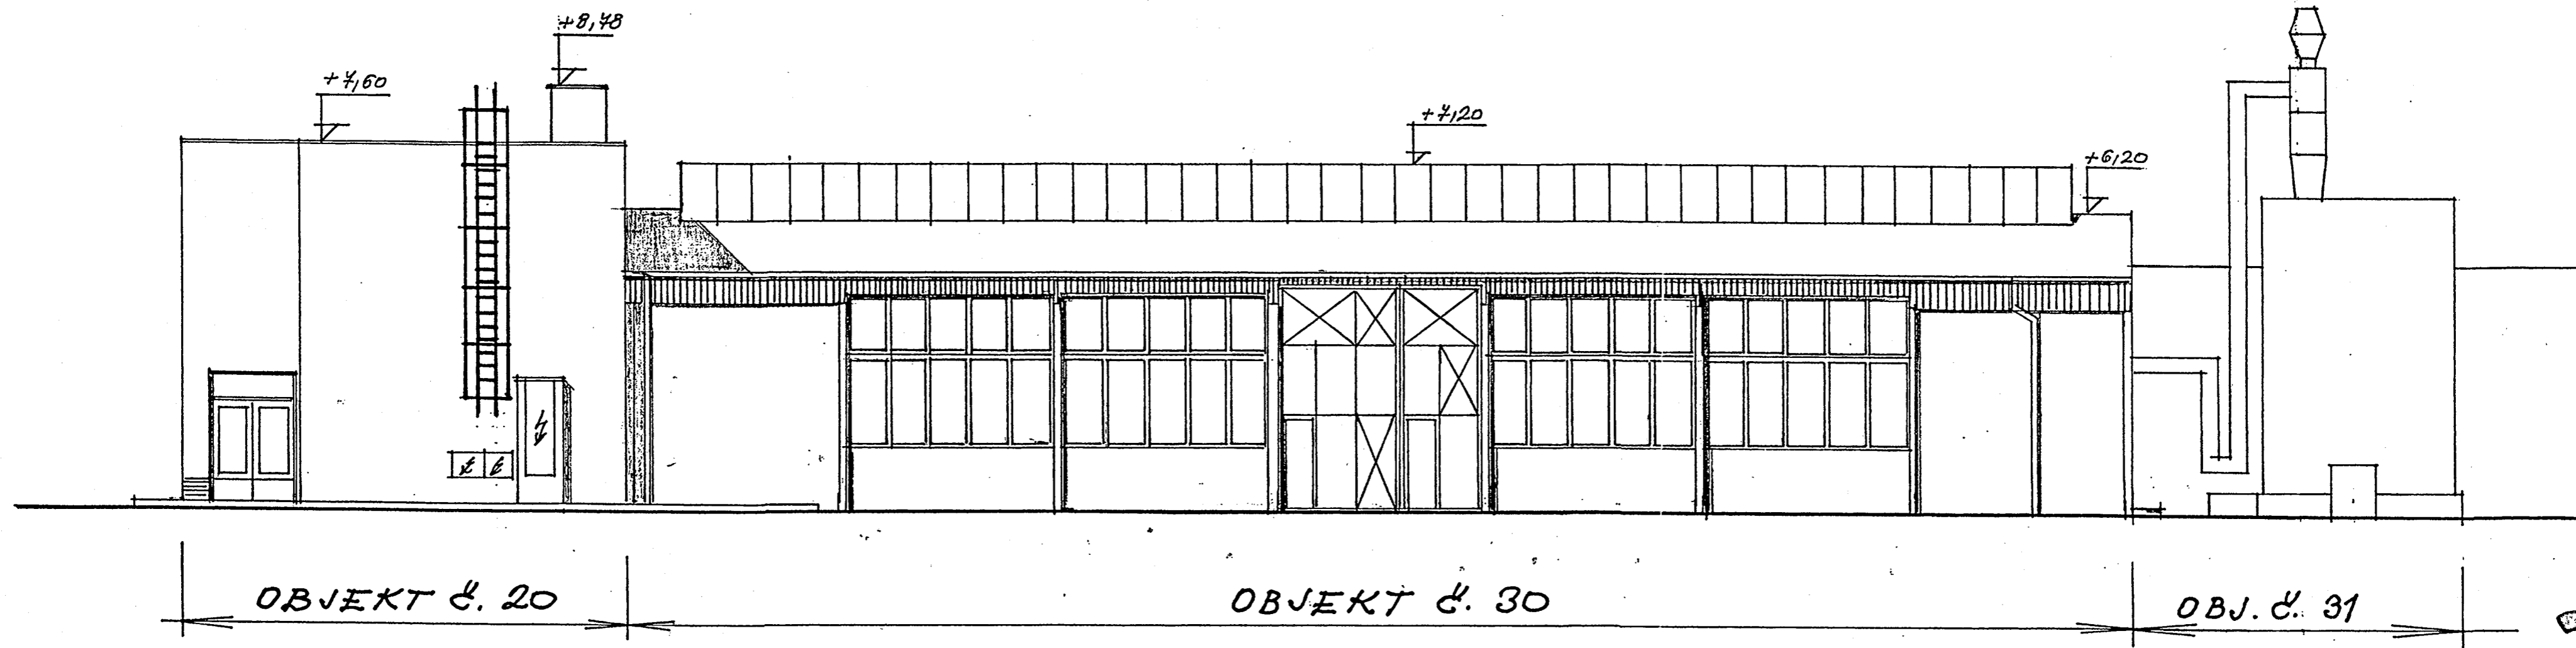 +8,78
+7,60
+7,20
+6,20
OBJEKT č. 20
OBJEKT č. 30
OBJ. č. 31